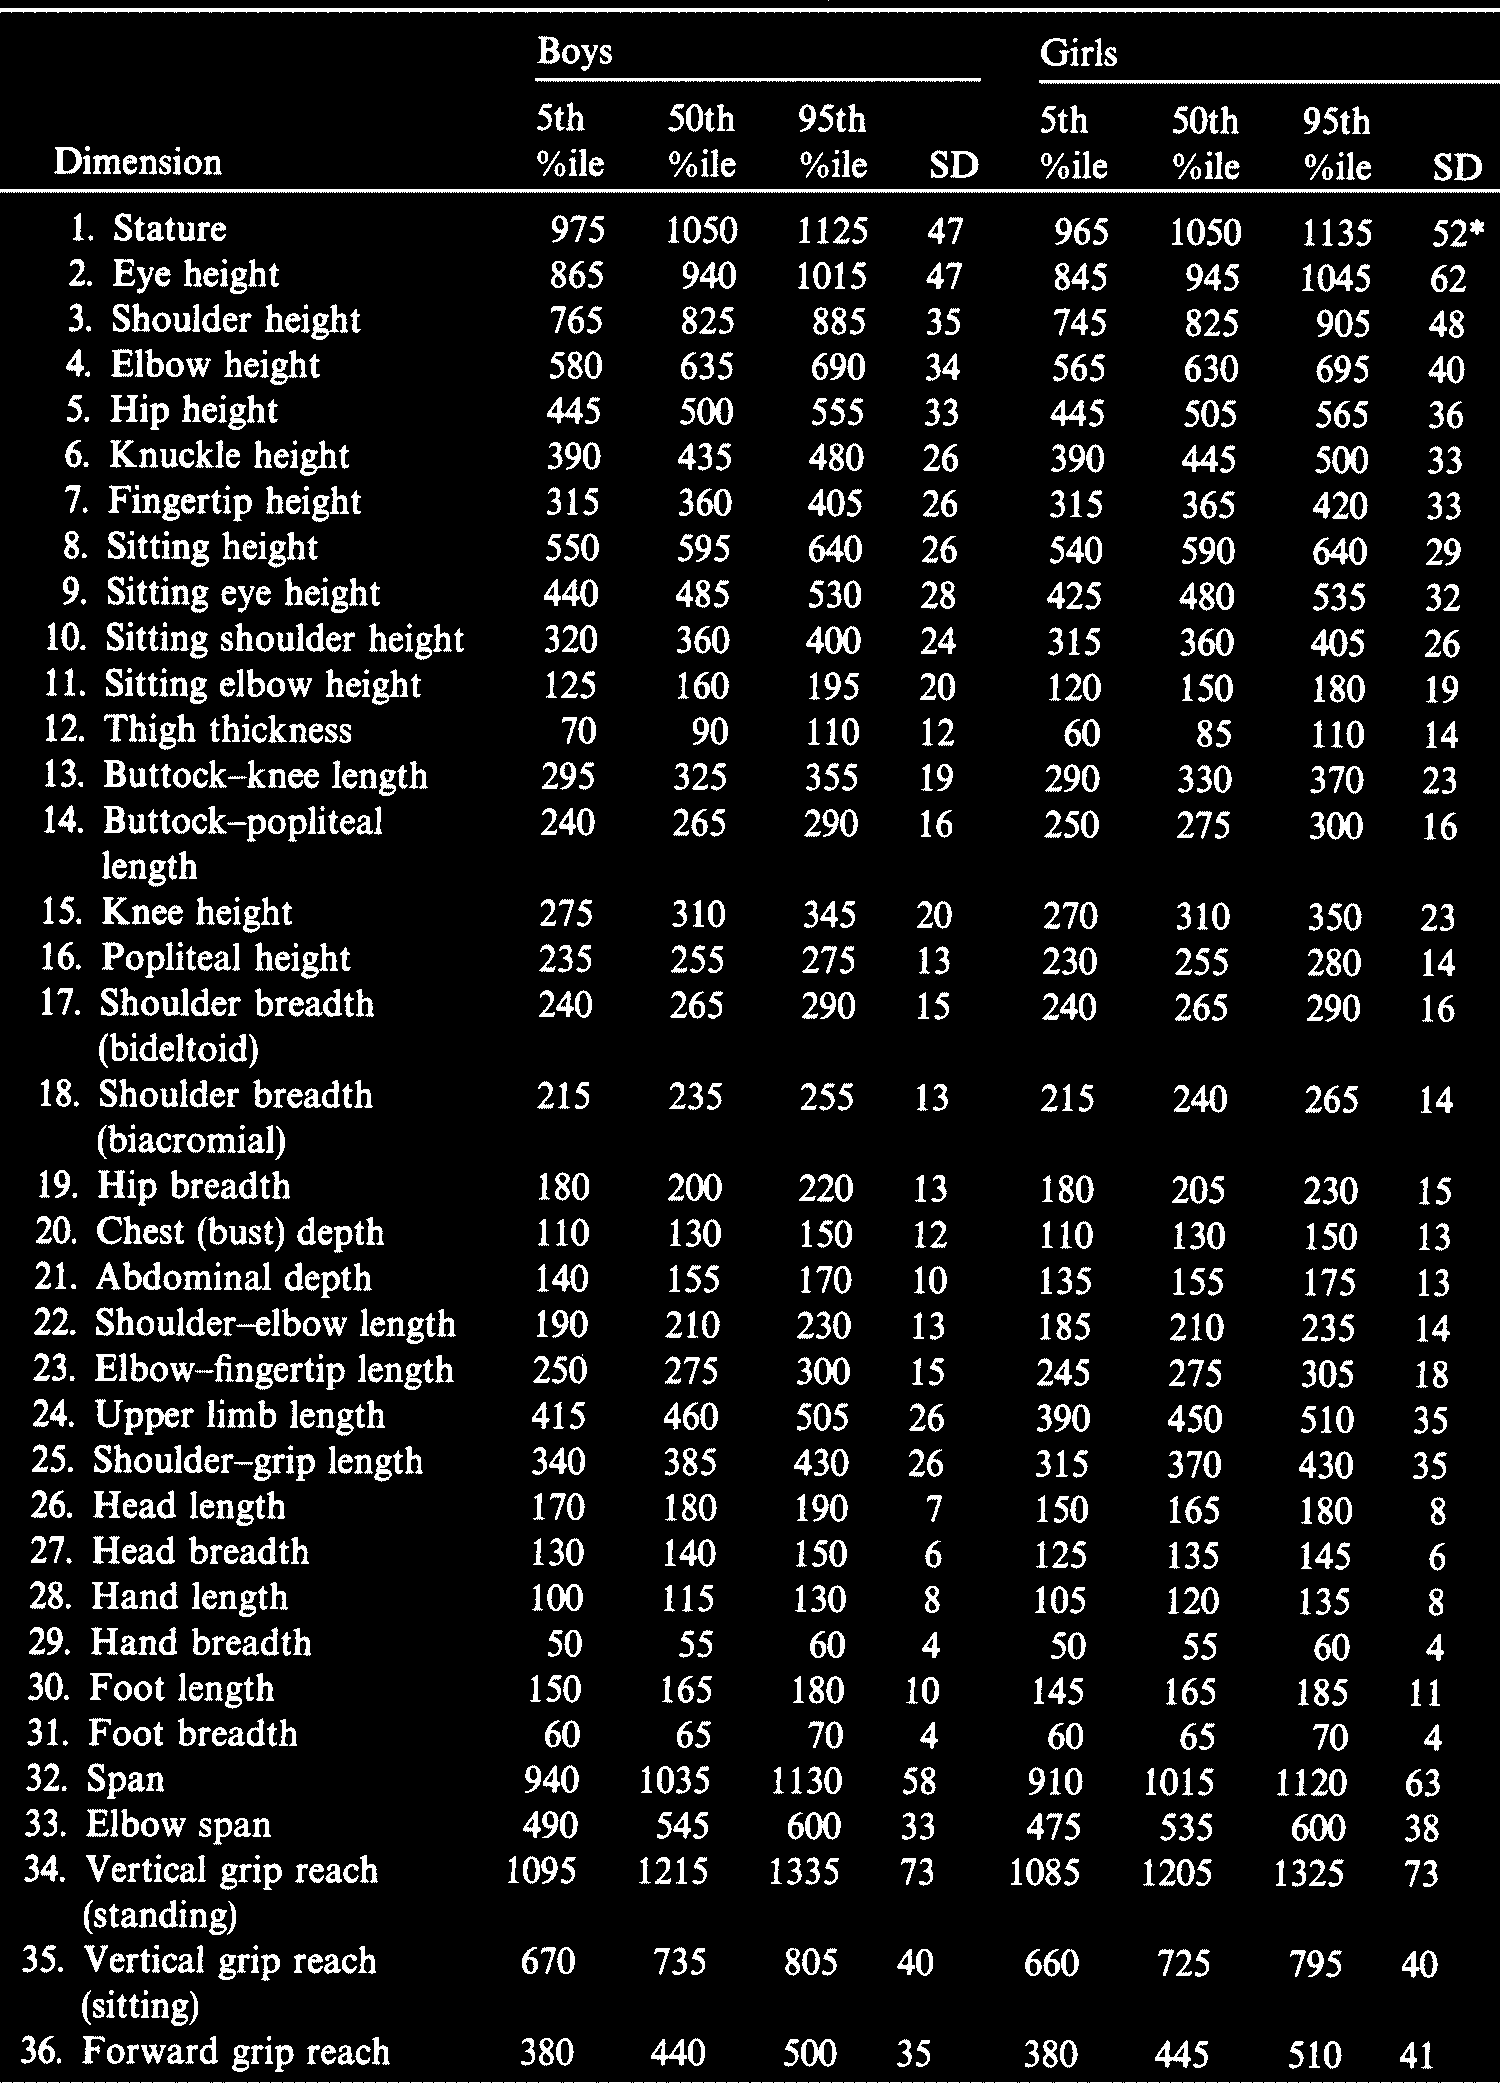 Boys Girls
5th 50th 95th 5th 50th 95th
Dimension %ile %ile %ile SD %ile %ile %ile SD
1. Stature 975 1050 1125 47 965 1050 1135 52*
2. Eye height 865 940 1015 47 845 945 1045 62
3. Shoulder height 765 825 885 35 745 825 905 48
4. Elbow height 580 635 690 34 565 630 695 40
5. Hip height 445 500 555 33 445 505 565 36
6. Knuckle height 390 435 480 26 390 445 500 33
7. Fingertip height 315 360 405 26 315 365 420 33
8. Sitting height 550 595 640 26 540 590 640 29
9. Sitting eye height 440 485 530 28 425 480 535 32
10. Sitting shoulder height 320 360 400 24 315 360 405 26
11. Sitting elbow height 125 160 195 20 120 150 180 19
12. Thigh thickness 70 90 110 12 60 85 110 14
13. Buttock–knee length 295 325 355 19 290 330 370 23
14. Buttock–popliteal 240 265 290 16 250 275 300 16
length
15. Knee height 275 310 345 20 270 310 350 23
16. Popliteal height 235 255 275 13 230 255 280 14
17. Shoulder breadth 240 265 290 15 240 265 290 16
(bideltoid)
18. Shoulder breadth 215 235 255 13 215 240 265 14
(biacromial)
19. Hip breadth 180 200 220 13 180 205 230 15
20. Chest (bust) depth 110 130 150 12 110 130 150 13
21. Abdominal depth 140 155 170 10 135 155 175 13
22. Shoulder–elbow length 190 210 230 13 185 210 235 14
23. Elbow–fingertip length 250 275 300 15 245 275 305 18
24. Upper limb length 415 460 505 26 390 450 510 35
25. Shoulder–grip length 340 385 430 26 315 370 430 35
26. Head length 170 180 190 7 150 165 180 8
27. Head breadth 130 140 150 6 125 135 145 6
28. Hand length 100 115 130 8 105 120 135 8
29. Hand breadth 50 55 60 4 50 55 60 4
30. Foot length 150 165 180 10 145 165 185 11
31. Foot breadth 60 65 70 4 60 65 70 4
32. Span 940 1035 1130 58 910 1015 1120 63
33. Elbow span 490 545 600 33 475 535 600 38
34. Vertical grip reach 1095 1215 1335 73 1085 1205 1325 73
(standing)
35. Vertical grip reach 670 735 805 40 660 725 795 40
(sitting)
36. Forward grip reach 380 440 500 35 380 445 510 41